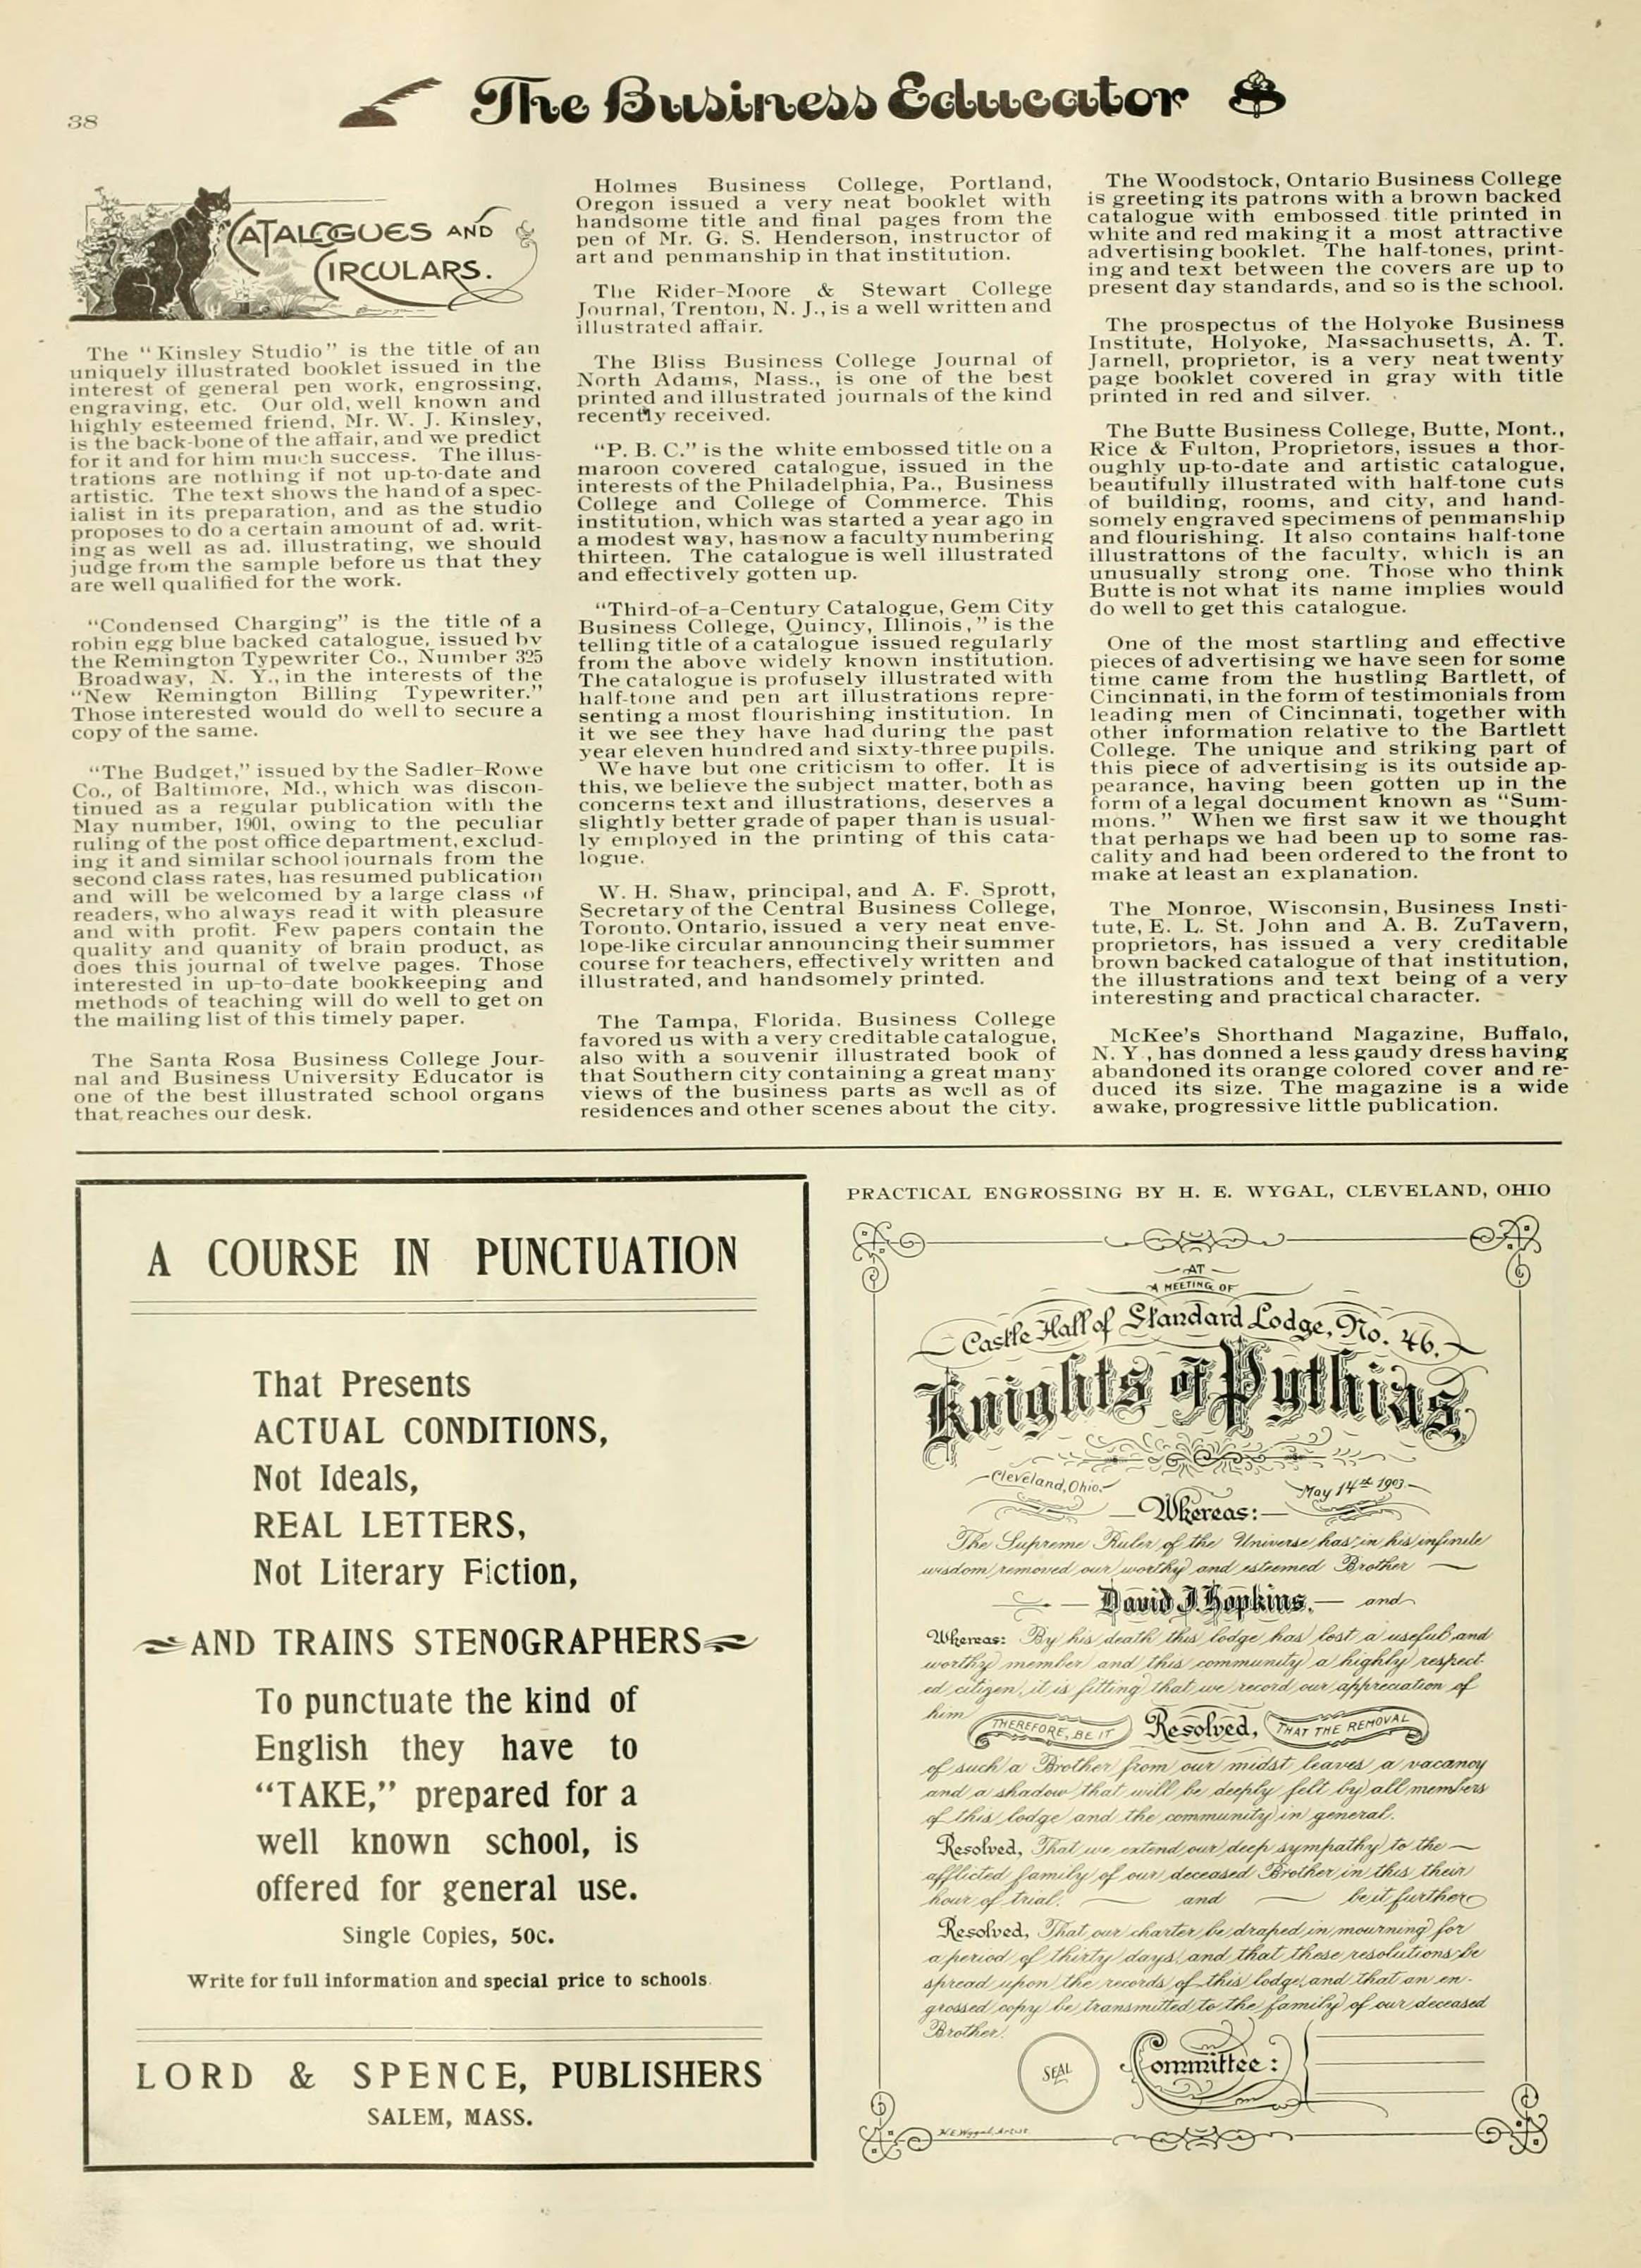 38
The Business Educator
CATALOGUES AND
CIRCULARS.
The "Kinsley Studio" is the title of an
uniquely illustrated booklet issued in the
interest of general pen work, engrossing,
engraving, etc. Our old, well known and
highly esteemed friend, Mr. W. J. Kinsley,
is the back-bone of the affair, and we predict
for it and for him much success. The illus-
trations are nothing if not up-to-date and
artistic. The text shows the hand of a spec-
ialist in its preparation, and as the studio
proposes to do a certain amount of ad. writ-
ing as well as ad. illustrating, we should
judge from the sample before us that they
are well qualified for the work.
"Condensed Charging" is the title of a
robin egg blue backed catalogue, issued by
the Remington Typewriter Co., Number 325
Broadway, N. Y., in the interests of the
"New Remington Billing Typewriter."
Those interested would do well to secure a
copy of the same.
"The Budget," issued by the Sadler-Rowe
Co., of Baltimore, Md., which was discon-
tinued as a regular publication with the
May number, 1901, owing to the peculiar
ruling of the post office department, exclud-
ing it and similar school journals from the
second class rates, has resumed publication
and will be welcomed by a large class of
readers, who always read it with pleasure
and with profit. Few papers contain the
quality and quanity of brain product, as
does this journal of twelve pages. Those
interested in up-to-date bookkeeping and
methods of teaching will do well to get on
the mailing list of this timely paper.
The Santa Rosa Business College Jour-
nal and Business University Educator is
one of the best illustrated school organs
that reaches our desk.
Holmes Business College, Portland,
Oregon issued a very neat booklet with
handsome title and final pages from the
pen of Mr. G. S. Henderson, instructor of
art and penmanship in that institution.
The Rider-Moore & Stewart College
Journal, Trenton, N. J., is a well written and
illustrated affair.
The Bliss Business College Journal of
North Adams, Mass., is one of the best
printed and illustrated journals of the kind
recently received.
"P. B. C." is the white embossed title on a
maroon covered catalogue, issued in the
interests of the Philadelphia, Pa., Business
College and College of Commerce. This
institution, which was started a year ago in
a modest way, has now a faculty numbering
thirteen. The catalogue is well illustrated
and effectively gotten up.
"Third-of-a-Century Catalogue, Gem City
Business College, Quincy, Illinois," is the
telling title of a catalogue issued regularly
from the above widely known institution.
The catalogue is profusely illustrated with
half-tone and pen art illustrations repre-
senting a most flourishing institution. In
it we see they have had during the past
year eleven hundred and sixty-three pupils.
We have but one criticism to offer. It is
this, we believe the subject matter, both as
concerns text and illustrations, deserves a
slightly better grade of paper than is usual-
ly employed in the printing of this cata-
logue.
W. H. Shaw, principal, and A. F. Sprott,
Secretary of the Central Business College,
Toronto, Ontario, issued a very neat enve-
lope-like circular announcing their summer
course for teachers, effectively written and
illustrated, and handsomely printed.
The Tampa, Florida, Business College
favored us with a very creditable catalogue,
also with a souvenir illustrated book of
that Southern city containing a great many
views of the business parts as well as of
residences and other scenes about the city.
The Woodstock, Ontario Business College
is greeting its patrons with a brown backed
catalogue with embossed title printed in
white and red making it a most attractive
advertising booklet. The half-tones, print-
ing and text between the covers are up to
present day standards, and so is the school.
The prospectus of the Holyoke Business
Institute, Holyoke, Massachusetts, A. T.
Jarnell, proprietor, is a very neat twenty
page booklet covered in gray with title
printed in red and silver.
The Butte Business College, Butte, Mont.,
Rice & Fulton, Proprietors, issues a thor-
oughly up-to-date and artistic catalogue,
beautifully illustrated with half-tone cuts
of building, rooms, and city, and hand-
somely engraved specimens of penmanship
and flourishing. It also contains half-tone
illustrattons of the faculty, which is an
unusually strong one. Those who think
Butte is not what its name implies would
do well to get this catalogue.
One of the most startling and effective
pieces of advertising we have seen for some
time came from the hustling Bartlett, of
Cincinnati, in the form of testimonials from
leading men of Cincinnati, together with
other information relative to the Bartlett
College. The unique and striking part of
this piece of advertising is its outside ap-
pearance, having been gotten up in the
form of a legal document known as "Sum-
mons." When we first saw it we thought
that perhaps we had been up to some ras-
cality and had been ordered to the front to
make at least an explanation.
The Monroe, Wisconsin, Business Insti-
tute, E. L. St. John and A. B. ZuTavern,
proprietors, has issued a very creditable
brown backed catalogue of that institution,
the illustrations and text being of a very
interesting and practical character.
McKee's Shorthand Magazine, Buffalo,
N. Y., has donned a less gaudy dress having
abandoned its orange colored cover and re-
duced its size. The magazine is a wide
awake, progressive little publication.
A COURSE IN PUNCTUATION
That Presents
ACTUAL CONDITIONS,
Not Ideals,
REAL LETTERS,
Not Literary Fiction,
AND TRAINS STENOGRAPHERS
To punctuate the kind of
English they have to
"TAKE," prepared for a
well known school, is
offered for general use.
Single Copies, 50c.
Write for full information and special price to schools.
LORD & SPENCE, PUBLISHERS
SALEM, MASS.
PRACTICAL ENGROSSING BY H. E. WYGAL, CLEVELAND, OHIO
AT
A MEETING OF
Castle Hall of Standard Lodge, No. 46.
Knights of Pythias
Cleveland, Ohio. May 14th 1903.
Whereas:
The Supreme Ruler of the Universe has in his infinite
wisdom removed our worthy and esteemed Brother
David J. Hopkins, and
Whereas: By his death this lodge has lost a useful and
worthy member and this community a highly respect-
ed citizen, it is fitting that we record our appreciation of
him THEREFORE, BE IT Resolved, THAT THE REMOVAL
of such a Brother from our midst leaves a vacancy
and a shadow that will be deeply felt by all members
of this lodge and the community in general.
Resolved, That we extend our deep sympathy to the
afflicted family of our deceased Brother in this their
hour of trial. and be it further
Resolved, That our charter be draped in mourning for
a period of thirty days, and that these resolutions be
spread upon the records of this lodge, and that an en-
grossed copy be transmitted to the family of our deceased
Brother.
SEAL Committee:
H. E. Wygal, Artist.